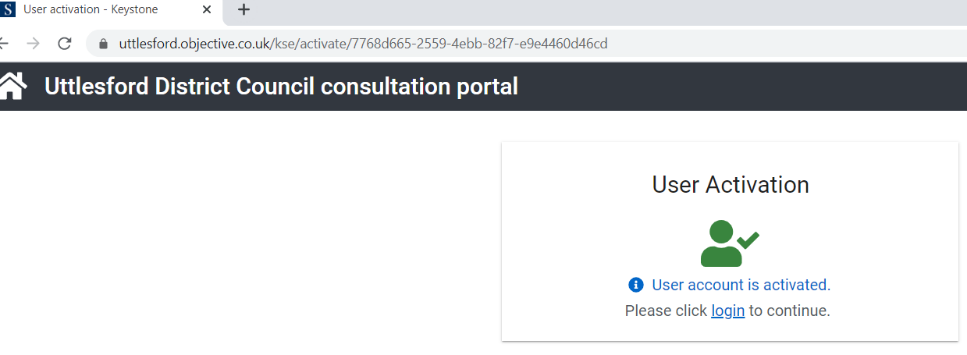 S User activation - Keystone
uttlesford.objective.co.uk/kse/activate/7768d665-2559-4ebb-82f7-e9e4460d46cd
Uttlesford District Council consultation portal
User Activation
User account is activated.
Please click login to continue.